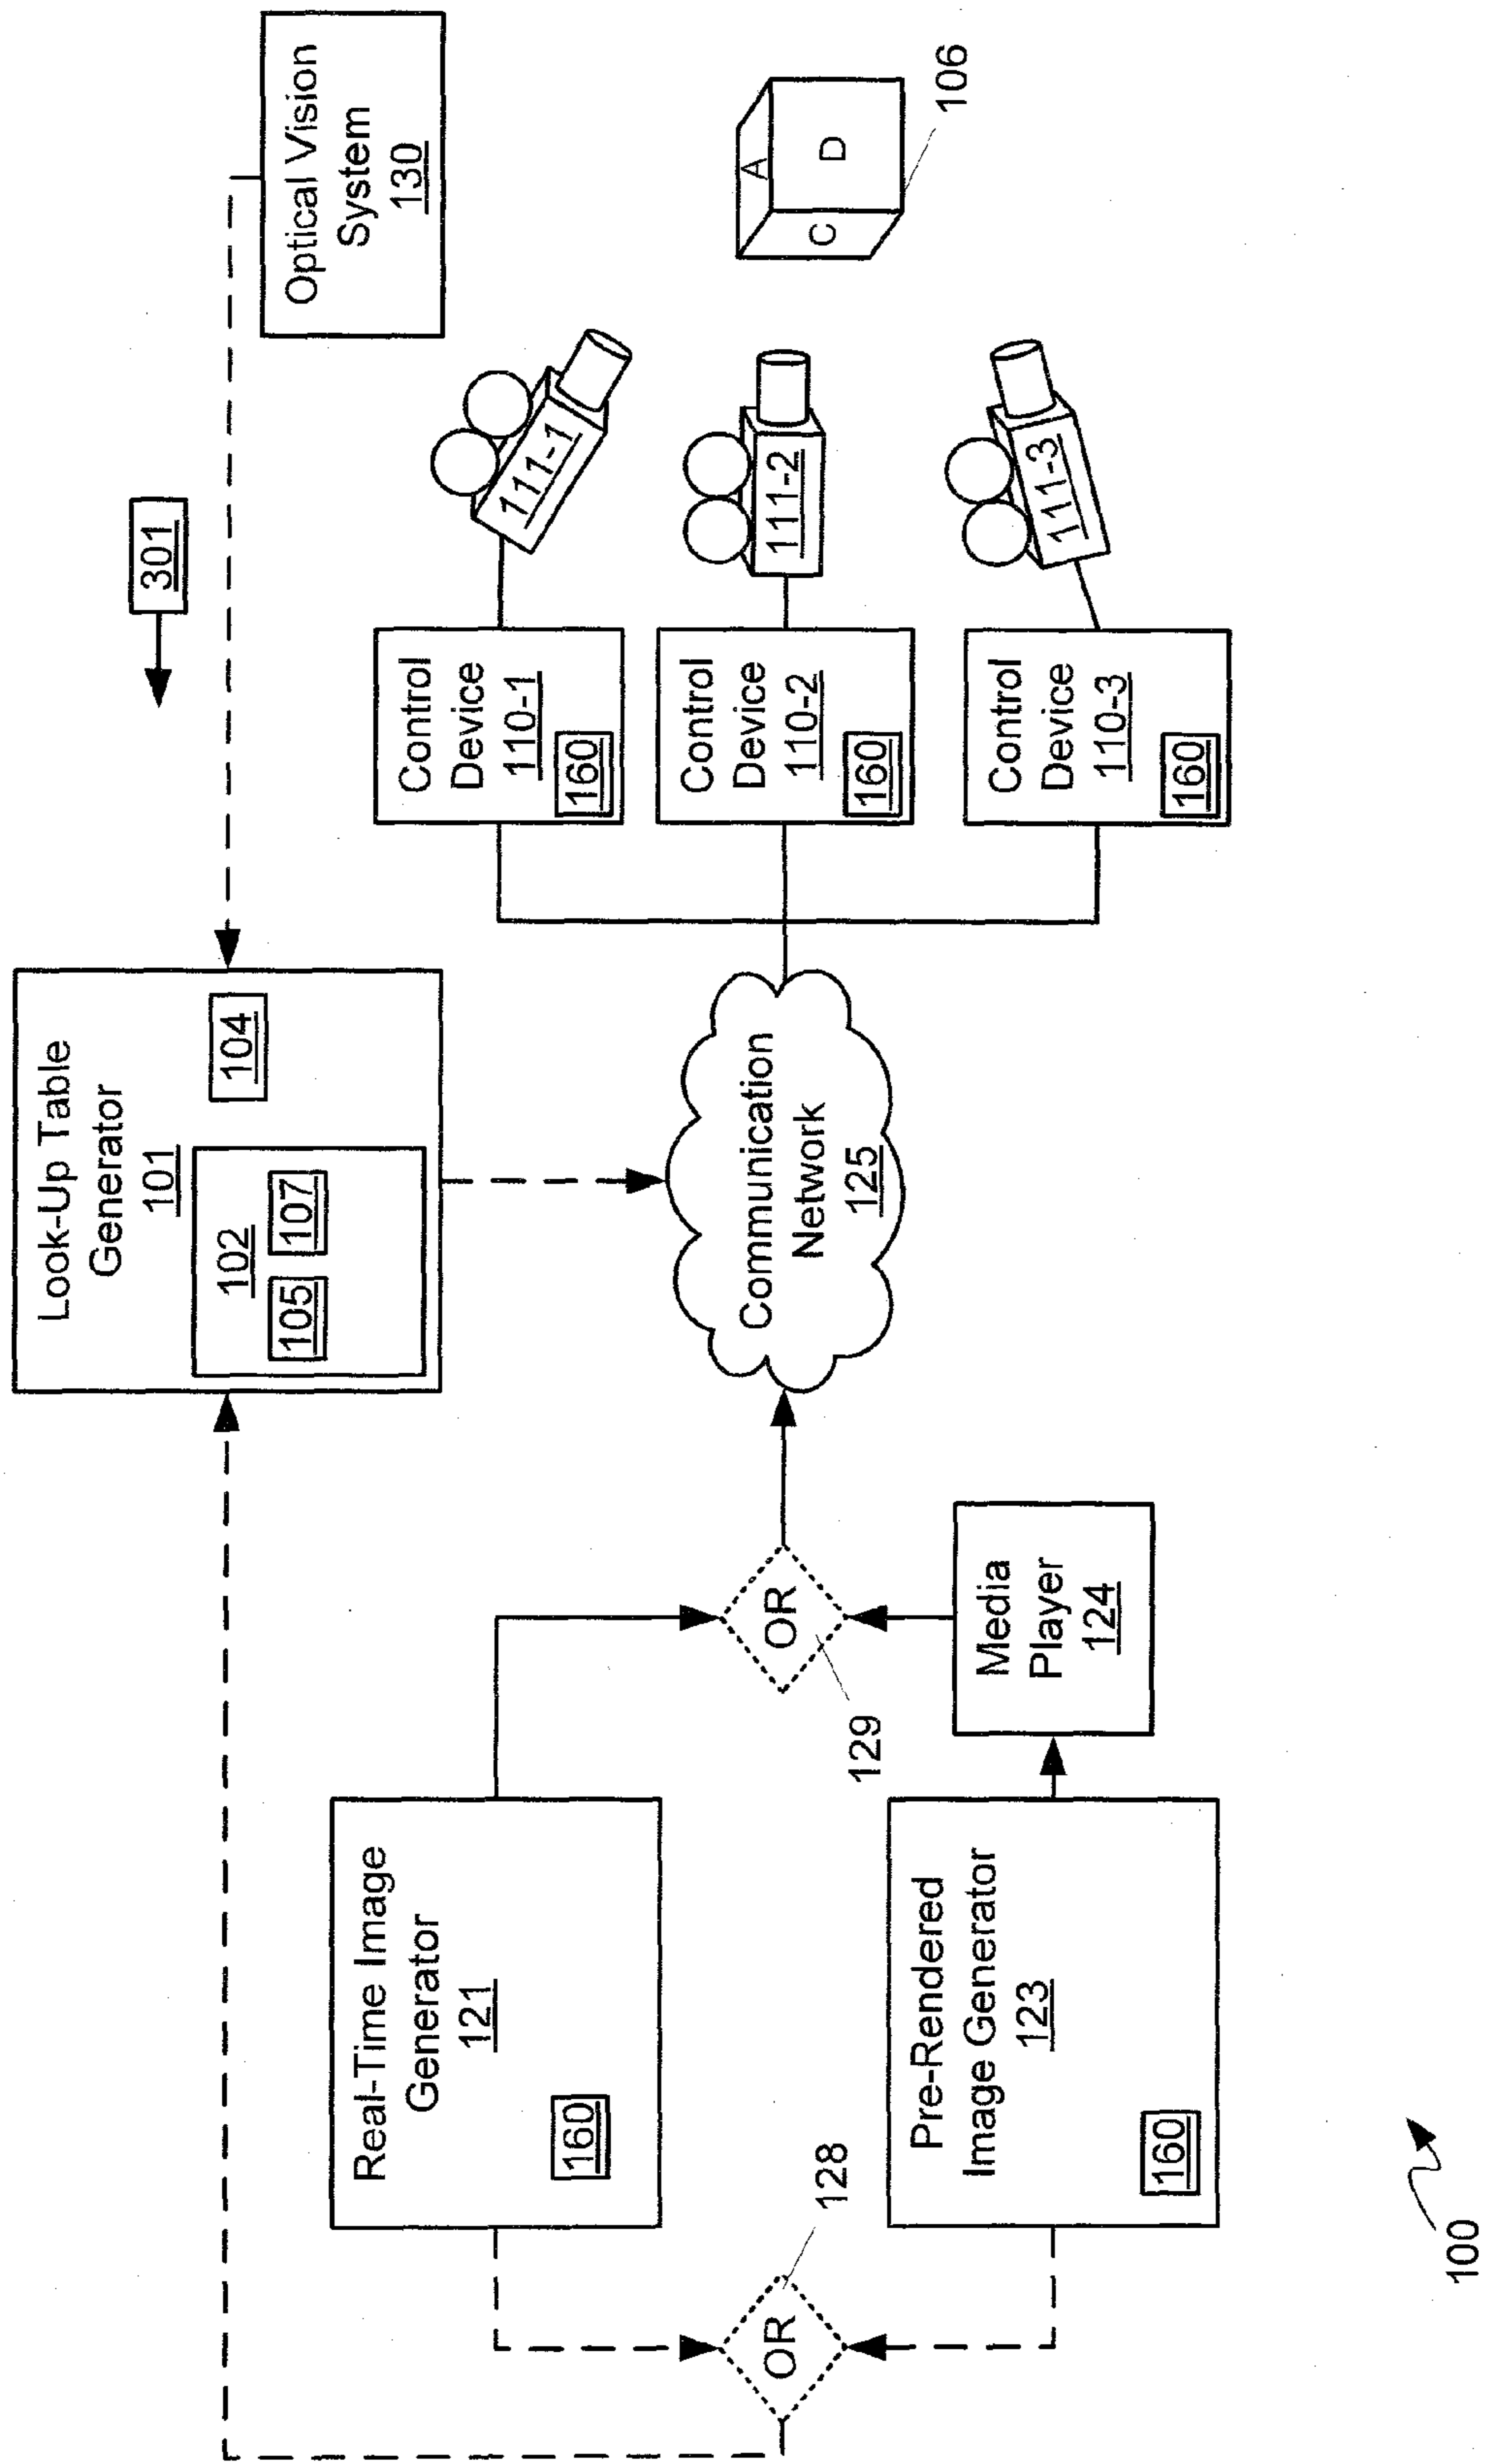 301
Look-Up Table
Generator
101
102
105
107
104
Optical Vision
System
130
Real-Time Image
Generator
121
160
Control
Device
110-1
160
111-1
OR
128
OR
129
Communication
Network
125
Control
Device
110-2
160
111-2
A
C
D
106
Pre-Rendered
Image Generator
123
160
Media
Player
124
Control
Device
110-3
160
111-3
100